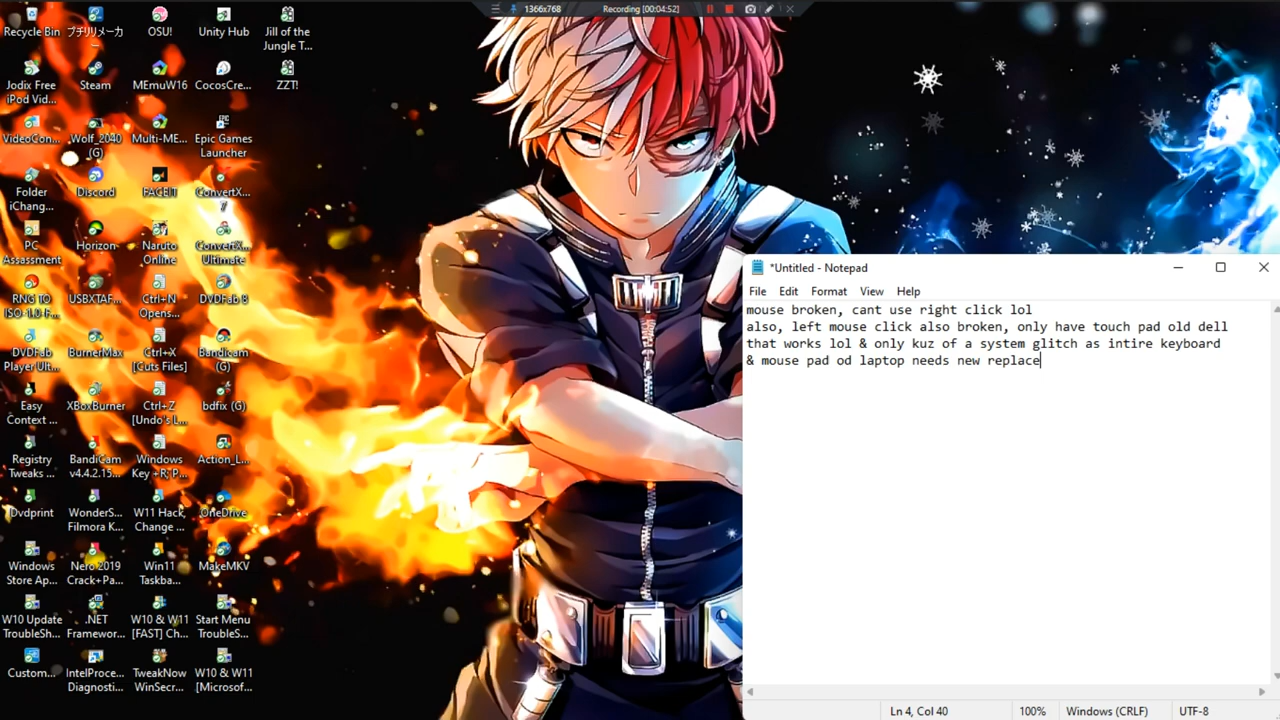 1366x768 Recording [00:04:52]
Recycle Bin プチリリメーカー OSU! Unity Hub Jill of the Jungle T...
Jodix Free iPod Vid... Steam MEmuW16 CocosCre... ZZT!
VideoCon... Wolf_2040 (G) Multi-ME... Epic Games Launcher
Folder iChang... Discord FACEIT ConvertX... 7
PC Assassment Horizon Naruto Online ConvertX... Ultimate
RNG TO ISO-1.0-F... USBXTAF... Ctrl+N Opens... DVDFab 8
DVDFab Player Ult... BurnerMax Ctrl+X [Cuts Files] Bandicam (G)
Easy Context ... XBoxBurner Ctrl+Z [Undo's L... bdfix (G)
Registry Tweaks ... BandiCam v4.4.2.15... Windows Key +R;"P... Action_L...
Dvdprint WonderS... Filmora K... W11 Hack, Change ... OneDrive
Windows Store Ap... Nero 2019 Crack+Pa... Win11 Taskba... MakeMKV
W10 Update TroubleSh... .NET Framewor... W10 & W11 [FAST] Ch... Start Menu TroubleS...
Custom... IntelProce... Diagnosti... TweakNow WinSecr... W10 & W11 [Microsof...
*Untitled - Notepad
File Edit Format View Help
mouse broken, cant use right click lol
also, left mouse click also broken, only have touch pad old dell
that works lol & only kuz of a system glitch as intire keyboard
& mouse pad od laptop needs new replace
Ln 4, Col 40 100% Windows (CRLF) UTF-8